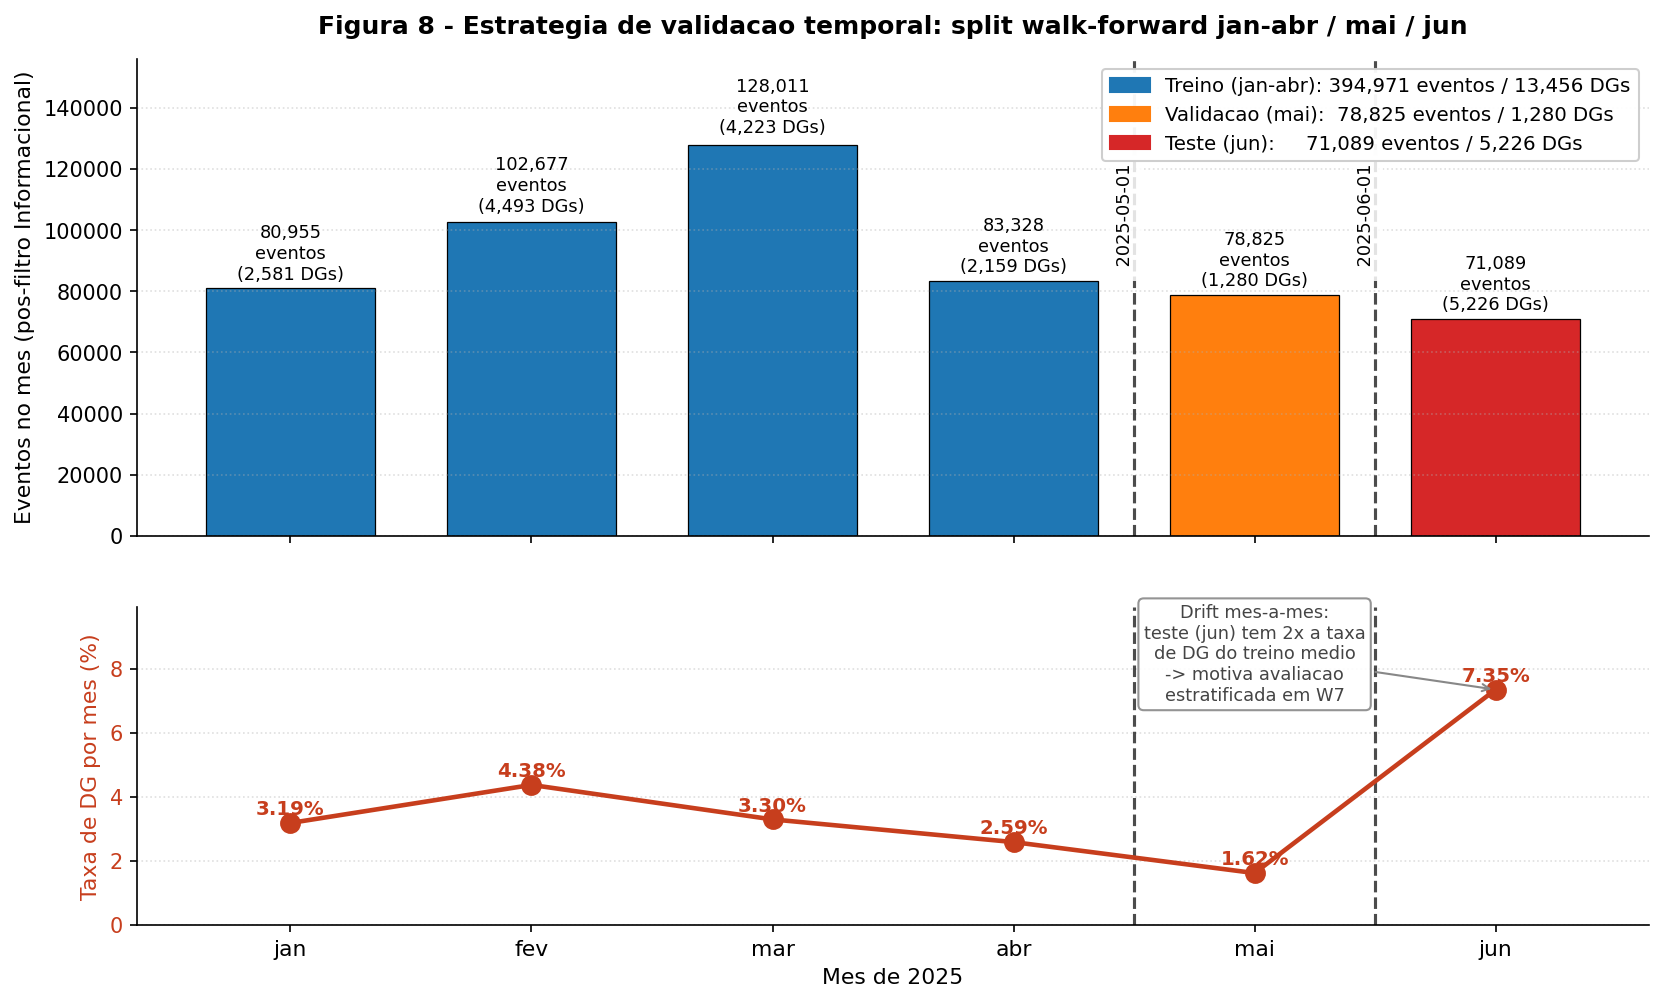 Figura 8 - Estrategia de validacao temporal: split walk-forward jan-abr / mai / jun
Eventos no mes (pos-filtro Informacional)
140000
120000
100000
80000
60000
40000
20000
0
80,955
eventos
(2,581 DGs)
102,677
eventos
(4,493 DGs)
128,011
eventos
(4,223 DGs)
83,328
eventos
(2,159 DGs)
2025-05-01
78,825
eventos
(1,280 DGs)
2025-06-01
71,089
eventos
(5,226 DGs)
Treino (jan-abr): 394,971 eventos / 13,456 DGs
Validacao (mai): 78,825 eventos / 1,280 DGs
Teste (jun): 71,089 eventos / 5,226 DGs
Taxa de DG por mes (%)
8
6
4
2
0
3.19%
4.38%
3.30%
2.59%
1.62%
7.35%
Drift mes-a-mes:
teste (jun) tem 2x a taxa
de DG do treino medio
-> motiva avaliacao
estratificada em W7
jan
fev
mar
abr
mai
jun
Mes de 2025